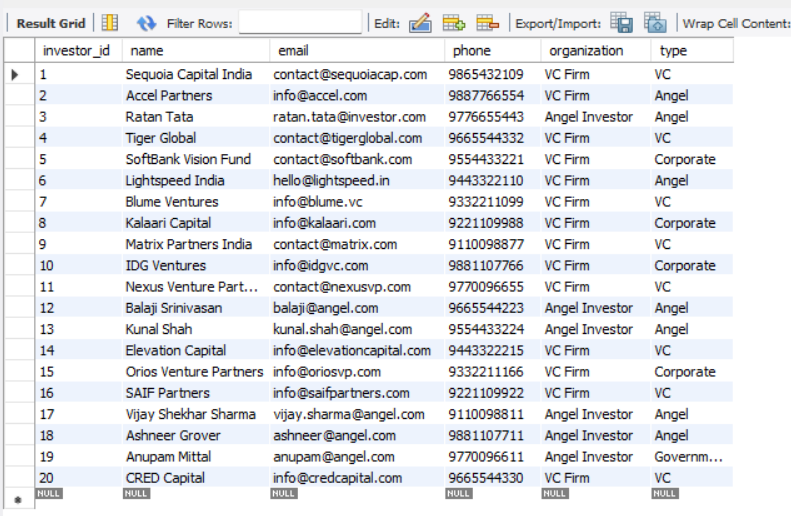 Result Grid Filter Rows: Edit: Export/Import: Wrap Cell Content:
investor_id name email phone organization type
1 Sequoia Capital India contact@sequoiacap.com 9865432109 VC Firm VC
2 Accel Partners info@accel.com 9887766554 VC Firm Angel
3 Ratan Tata ratan.tata@investor.com 9776655443 Angel Investor Angel
4 Tiger Global contact@tigerglobal.com 9665544332 VC Firm VC
5 SoftBank Vision Fund contact@softbank.com 9554433221 VC Firm Corporate
6 Lightspeed India hello@lightspeed.in 9443322110 VC Firm Angel
7 Blume Ventures info@blume.vc 9332211099 VC Firm VC
8 Kalaari Capital info@kalaari.com 9221109988 VC Firm Corporate
9 Matrix Partners India contact@matrix.com 9110098877 VC Firm VC
10 IDG Ventures info@idgvc.com 9881107766 VC Firm Corporate
11 Nexus Venture Part... contact@nexusvp.com 9770096655 VC Firm VC
12 Balaji Srinivasan balaji@angel.com 9665544223 Angel Investor Angel
13 Kunal Shah kunal.shah@angel.com 9554433224 Angel Investor Angel
14 Elevation Capital info@elevationcapital.com 9443322215 VC Firm VC
15 Orios Venture Partners info@oriosvp.com 9332211166 VC Firm Corporate
16 SAIF Partners info@saifpartners.com 9221109922 VC Firm VC
17 Vijay Shekhar Sharma vijay.sharma@angel.com 9110098811 Angel Investor Angel
18 Ashneer Grover ashneer@angel.com 9881107711 Angel Investor Angel
19 Anupam Mittal anupam@angel.com 9770096611 Angel Investor Governm...
20 CRED Capital info@credcapital.com 9665544330 VC Firm VC
NULL NULL NULL NULL NULL NULL